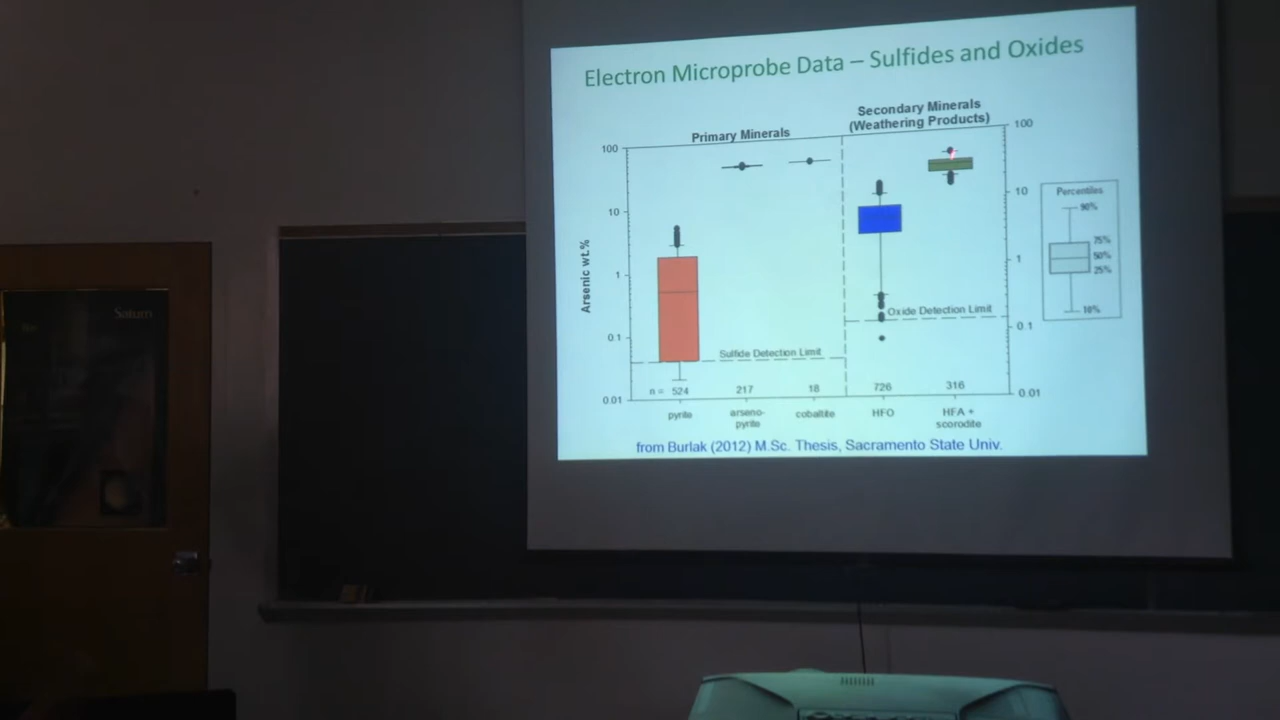 Saturn
Electron Microprobe Data – Sulfides and Oxides
Primary Minerals
Secondary Minerals
(Weathering Products)
Arsenic wt.%
100
10
1
0.1
0.01
100
10
1
0.1
0.01
Sulfide Detection Limit
Oxide Detection Limit
n = 524
217
18
726
316
pyrite
arseno-
pyrite
cobaltite
HFO
HFA +
scorodite
Percentiles
90%
75%
50%
25%
10%
from Burlak (2012) M.Sc. Thesis, Sacramento State Univ.